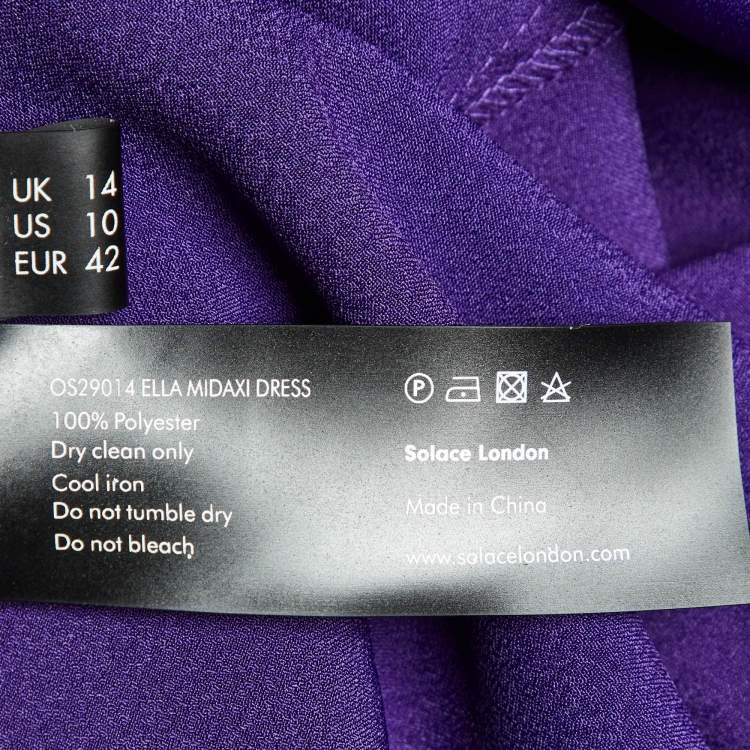 UK 14
US 10
EUR 42
OS29014 ELLA MIDAXI DRESS
100% Polyester
Dry clean only
Cool iron
Do not tumble dry
Do not bleach
P
Solace London
Made in China
www.solacelondon.com